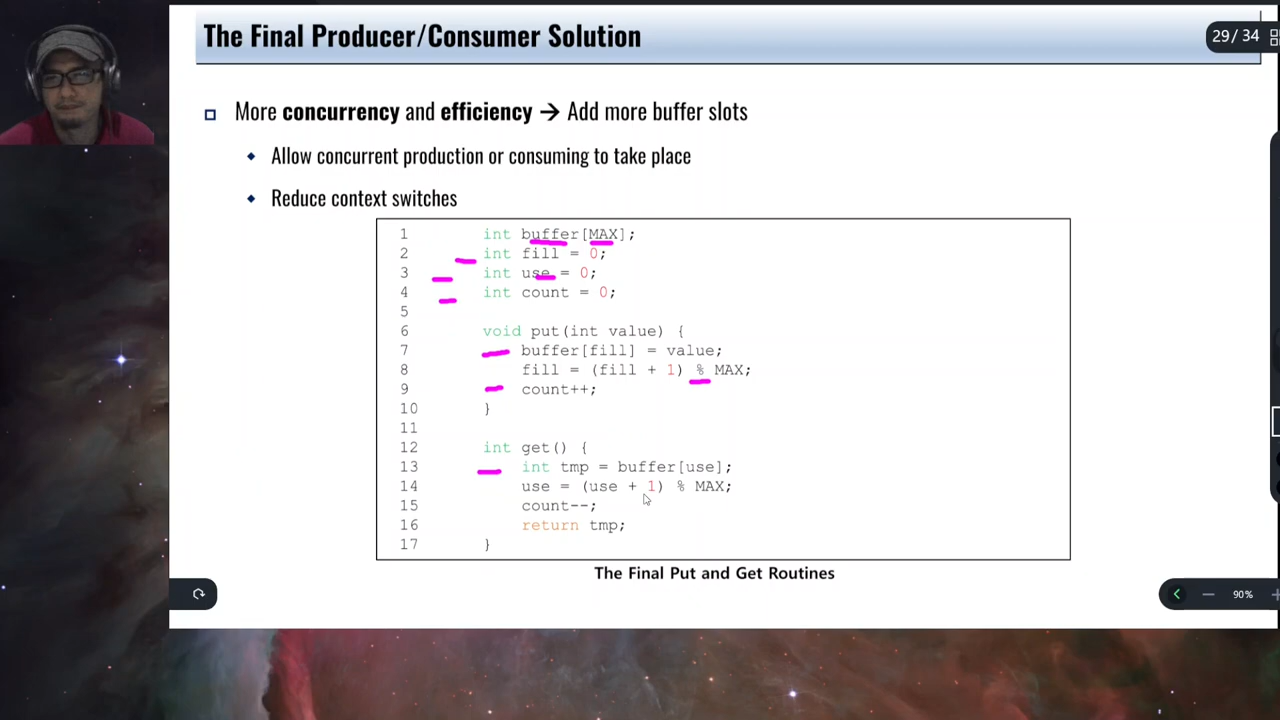 The Final Producer/Consumer Solution
29 / 34
More concurrency and efficiency → Add more buffer slots
Allow concurrent production or consuming to take place
Reduce context switches
1 int buffer[MAX];
2 int fill = 0;
3 int use = 0;
4 int count = 0;
5
6 void put(int value) {
7 buffer[fill] = value;
8 fill = (fill + 1) % MAX;
9 count++;
10 }
11
12 int get() {
13 int tmp = buffer[use];
14 use = (use + 1) % MAX;
15 count--;
16 return tmp;
17 }
The Final Put and Get Routines
90%